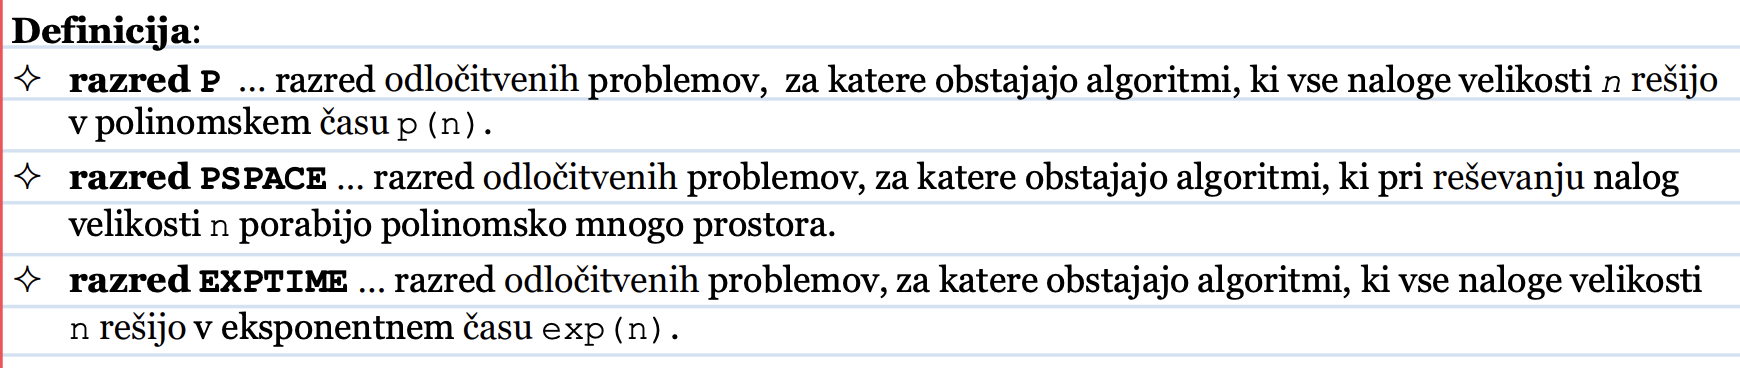 Definicija:
✧ razred P … razred odločitvenih problemov, za katere obstajajo algoritmi, ki vse naloge velikosti n rešijo
v polinomskem času p(n).
✧ razred PSPACE … razred odločitvenih problemov, za katere obstajajo algoritmi, ki pri reševanju nalog
velikosti n porabijo polinomsko mnogo prostora.
✧ razred EXPTIME … razred odločitvenih problemov, za katere obstajajo algoritmi, ki vse naloge velikosti
n rešijo v eksponentnem času exp(n).